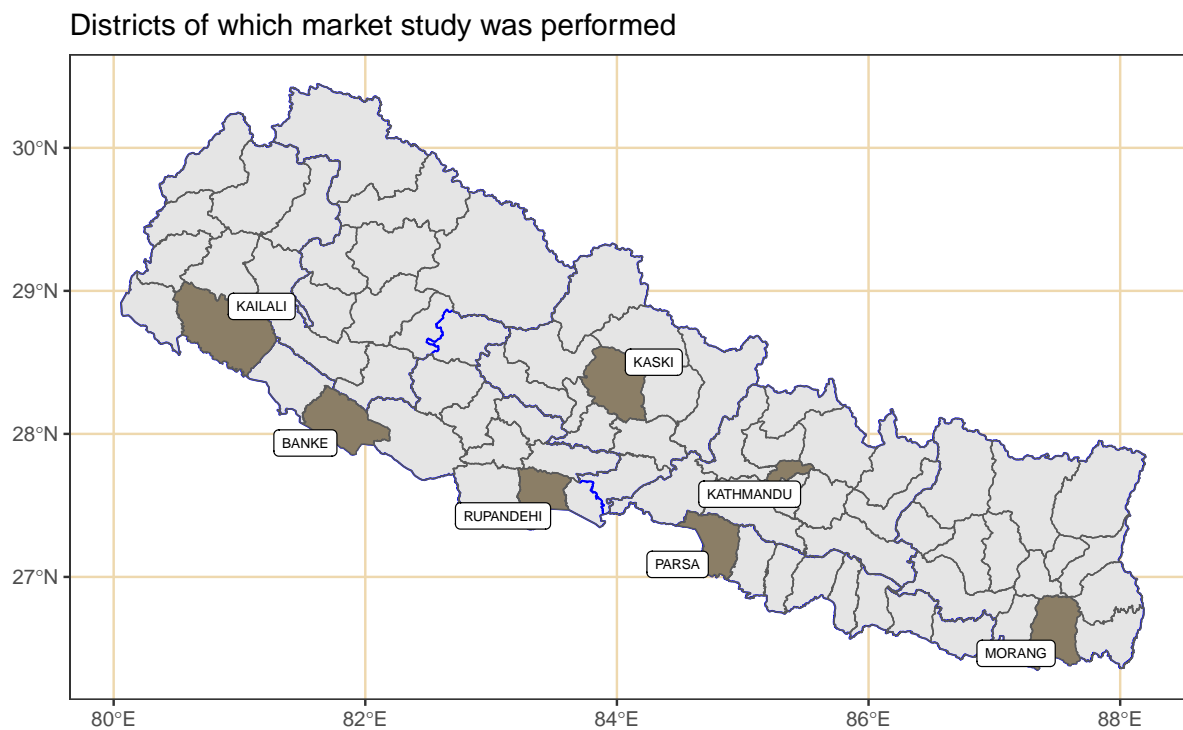 Districts of which market study was performed
30°N
29°N
28°N
27°N
KAILALI
KASKI
BANKE
KATHMANDU
RUPANDEHI
PARSA
MORANG
80°E
82°E
84°E
86°E
88°E